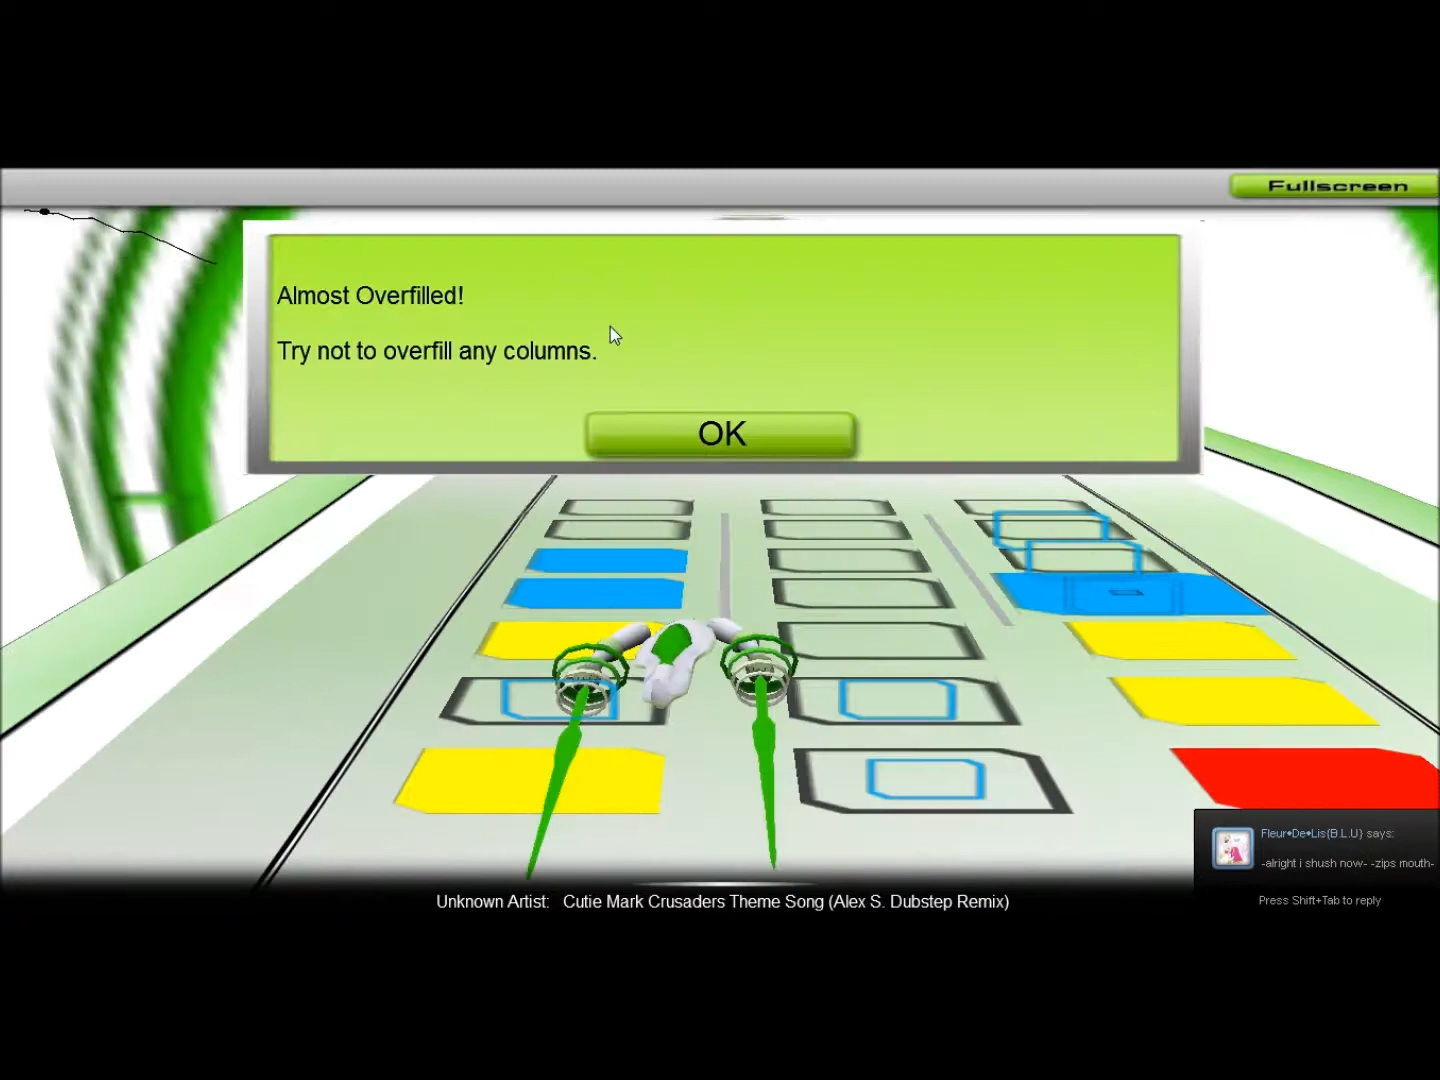 Fullscreen
Almost Overfilled!
Try not to overfill any columns.
OK
Fleur•De•Lis{B.L.U} says:
-alright i shush now- -zips mouth-
Press Shift+Tab to reply
Unknown Artist: Cutie Mark Crusaders Theme Song (Alex S. Dubstep Remix)